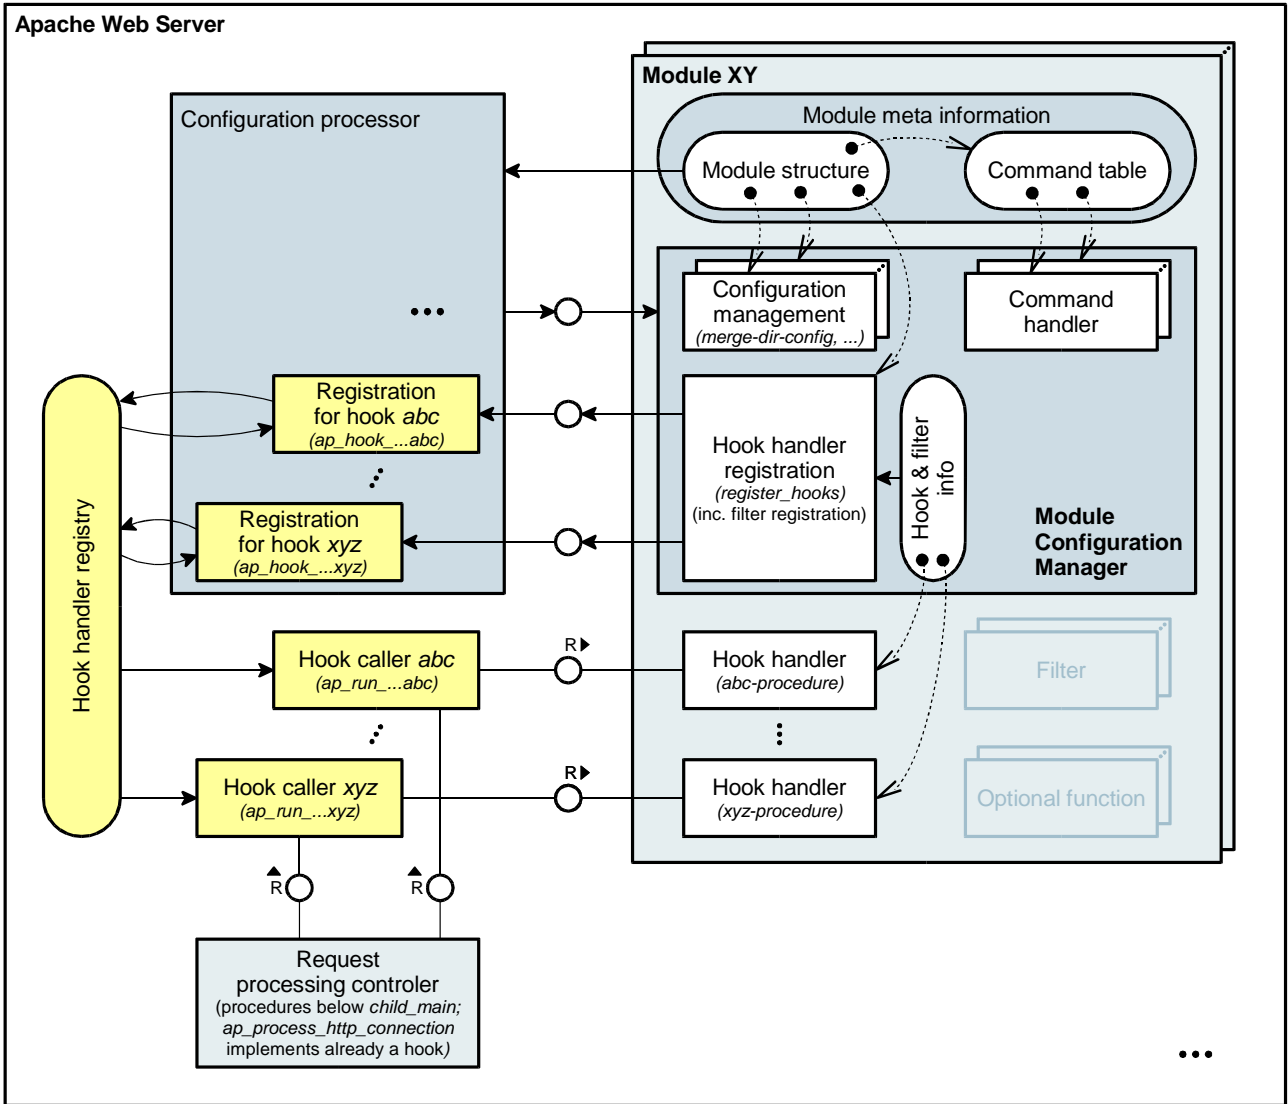 Apache Web Server
Module XY
Configuration processor
Module meta information
Module structure
Command table
Configuration
management
(merge-dir-config, ...)
Command
handler
Registration
for hook abc
(ap_hook_...abc)
Hook handler
registration
(register_hooks)
(inc. filter registration)
Hook & filter
info
Registration
for hook xyz
(ap_hook_...xyz)
Module
Configuration
Manager
Hook handler registry
Hook caller abc
(ap_run_...abc)
R
Hook handler
(abc-procedure)
Filter
Hook caller xyz
(ap_run_...xyz)
R
Hook handler
(xyz-procedure)
Optional function
R
R
Request
processing controler
(procedures below child_main;
ap_process_http_connection
implements already a hook)